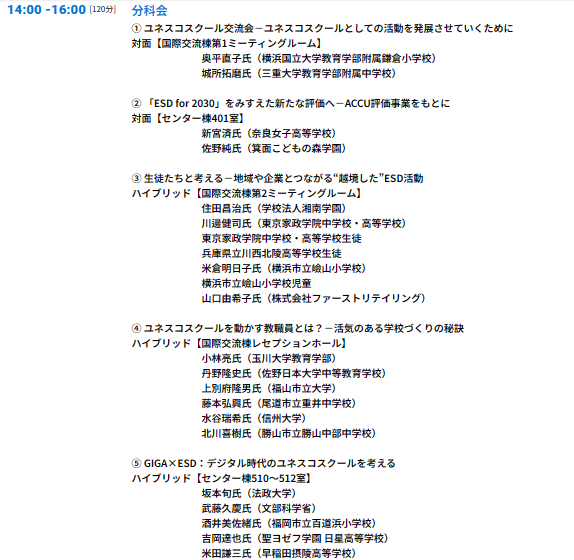 14:00 -16:00 [120分] 分科会
① ユネスコスクール交流会－ユネスコスクールとしての活動を発展させていくために
対面【国際交流棟第1ミーティングルーム】
奥平直子氏（横浜国立大学教育学部附属鎌倉小学校）
城所拓磨氏（三重大学教育学部附属中学校）
② 「ESD for 2030」をみすえた新たな評価へ－ACCU評価事業をもとに
対面【センター棟401室】
新宮済氏（奈良女子高等学校）
佐野純氏（箕面こどもの森学園）
③ 生徒たちと考える－地域や企業とつながる“越境した”ESD活動
ハイブリッド【国際交流棟第2ミーティングルーム】
住田昌治氏（学校法人湘南学園）
川邊健司氏（東京家政学院中学校・高等学校）
東京家政学院中学校・高等学校生徒
兵庫県立川西北陵高等学校生徒
米倉明日子氏（横浜市立嶮山小学校）
横浜市立嶮山小学校児童
山口由希子氏（株式会社ファーストリテイリング）
④ ユネスコスクールを動かす教職員とは？－活気のある学校づくりの秘訣
ハイブリッド【国際交流棟レセプションホール】
小林亮氏（玉川大学教育学部）
丹野隆史氏（佐野日本大学中等教育学校）
上別府隆男氏（福山市立大学）
藤本弘興氏（尾道市立重井中学校）
水谷瑞希氏（信州大学）
北川喜樹氏（勝山市立勝山中部中学校）
⑤ GIGA×ESD：デジタル時代のユネスコスクールを考える
ハイブリッド【センター棟510～512室】
坂本旬氏（法政大学）
武藤久慶氏（文部科学省）
酒井美佐緒氏（福岡市立百道浜小学校）
吉岡達也氏（聖ヨゼフ学園 日星高等学校）
米田謙三氏（早稲田摂陵高等学校）